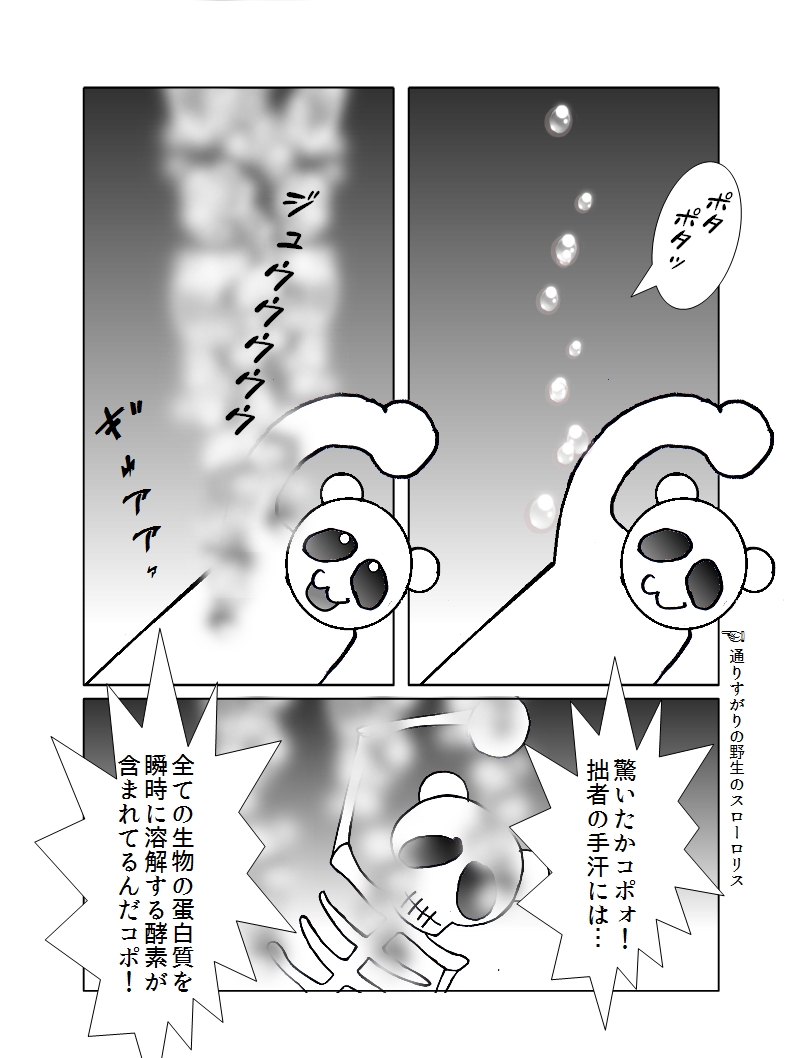 ポタ
ポタッ
☜通りすがりの野生のスローロリス
ジュウウウウウ
ギャアアッ
驚いたかコポォ！
拙者の手汗には…
全ての生物の蛋白質を
瞬時に溶解する酵素が
含まれてるんだコポ！